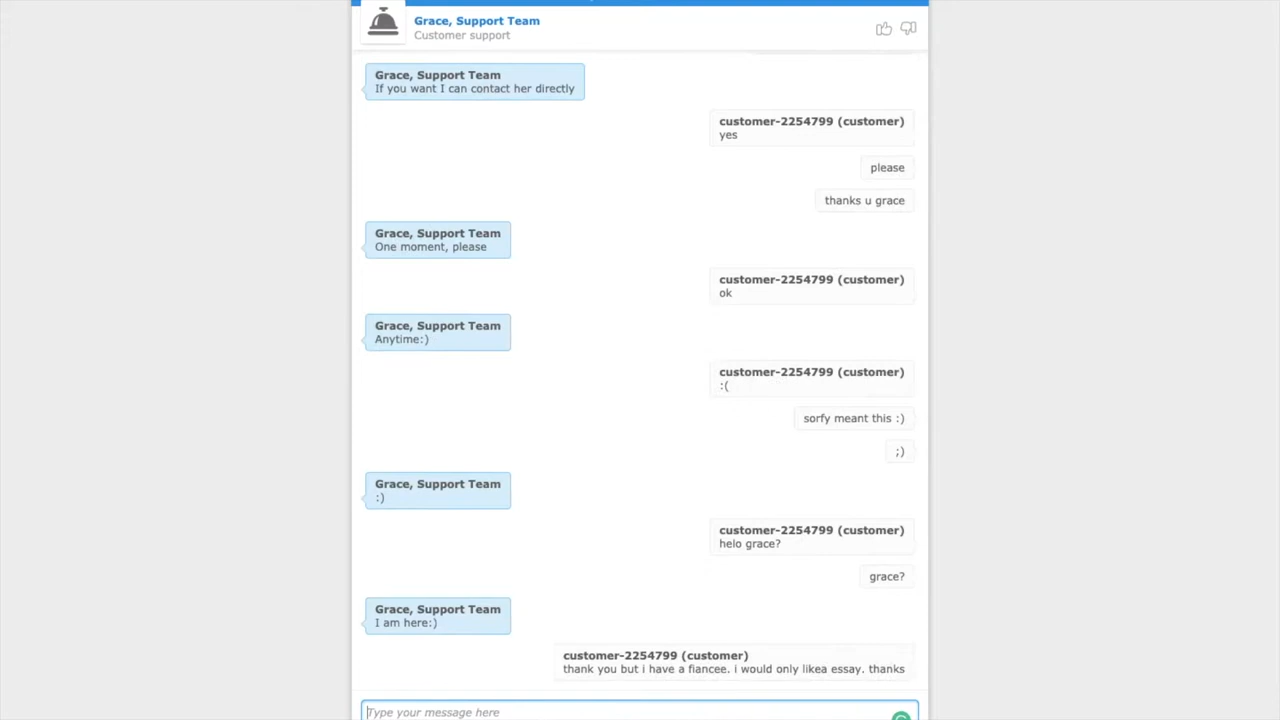 Grace, Support Team
Customer support
Grace, Support Team
If you want I can contact her directly
customer-2254799 (customer)
yes
please
thanks u grace
Grace, Support Team
One moment, please
customer-2254799 (customer)
ok
Grace, Support Team
Anytime:)
customer-2254799 (customer)
:(
sorfy meant this :)
;)
Grace, Support Team
:)
customer-2254799 (customer)
helo grace?
grace?
Grace, Support Team
I am here:)
customer-2254799 (customer)
thank you but i have a fiancee. i would only likea essay. thanks
Type your message here